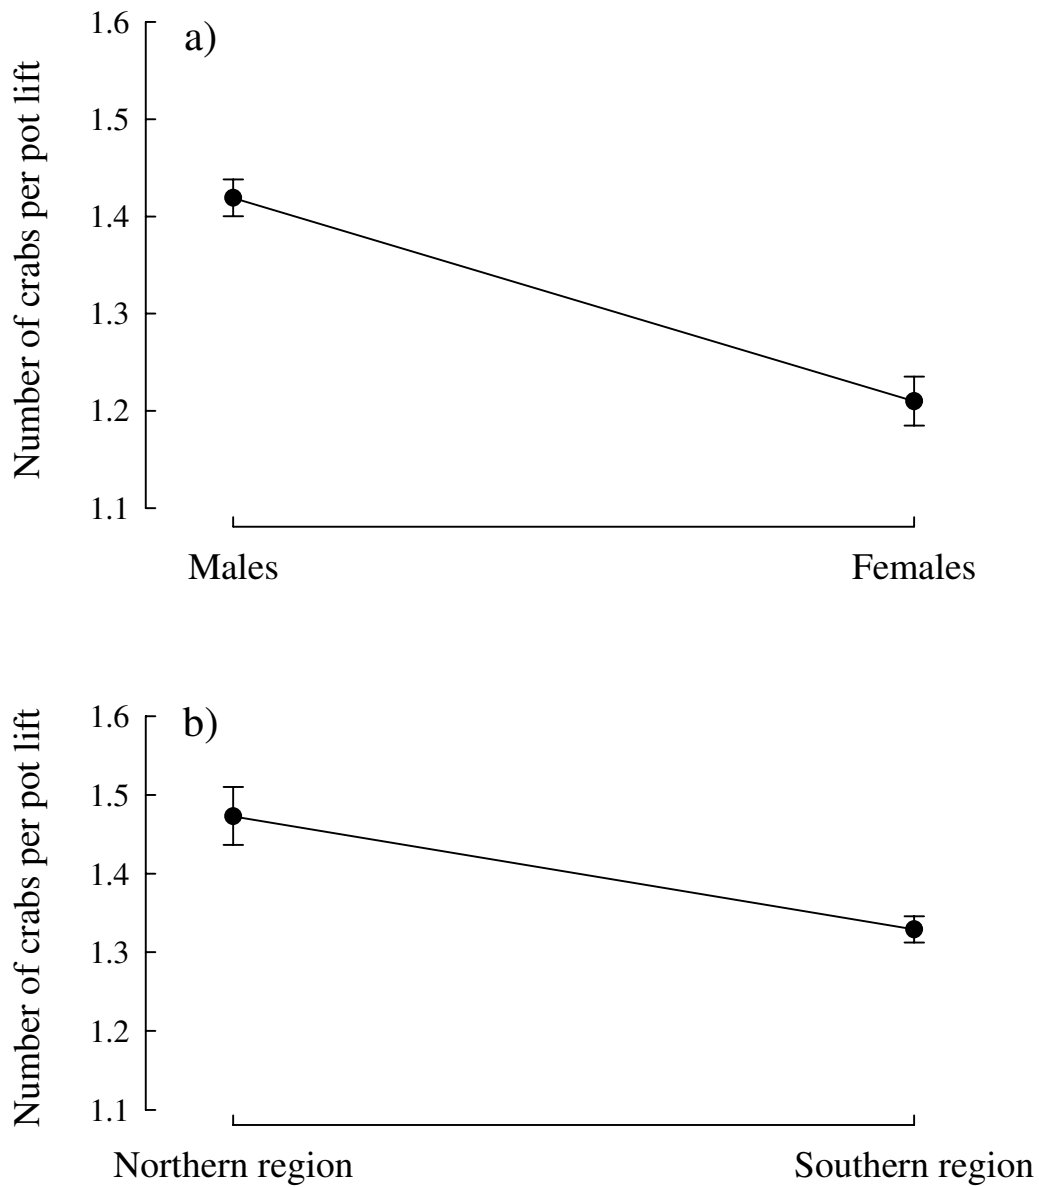 a)
Number of crabs per pot lift
1.6
1.5
1.4
1.3
1.2
1.1
Males Females
b)
Number of crabs per pot lift
1.6
1.5
1.4
1.3
1.2
1.1
Northern region Southern region